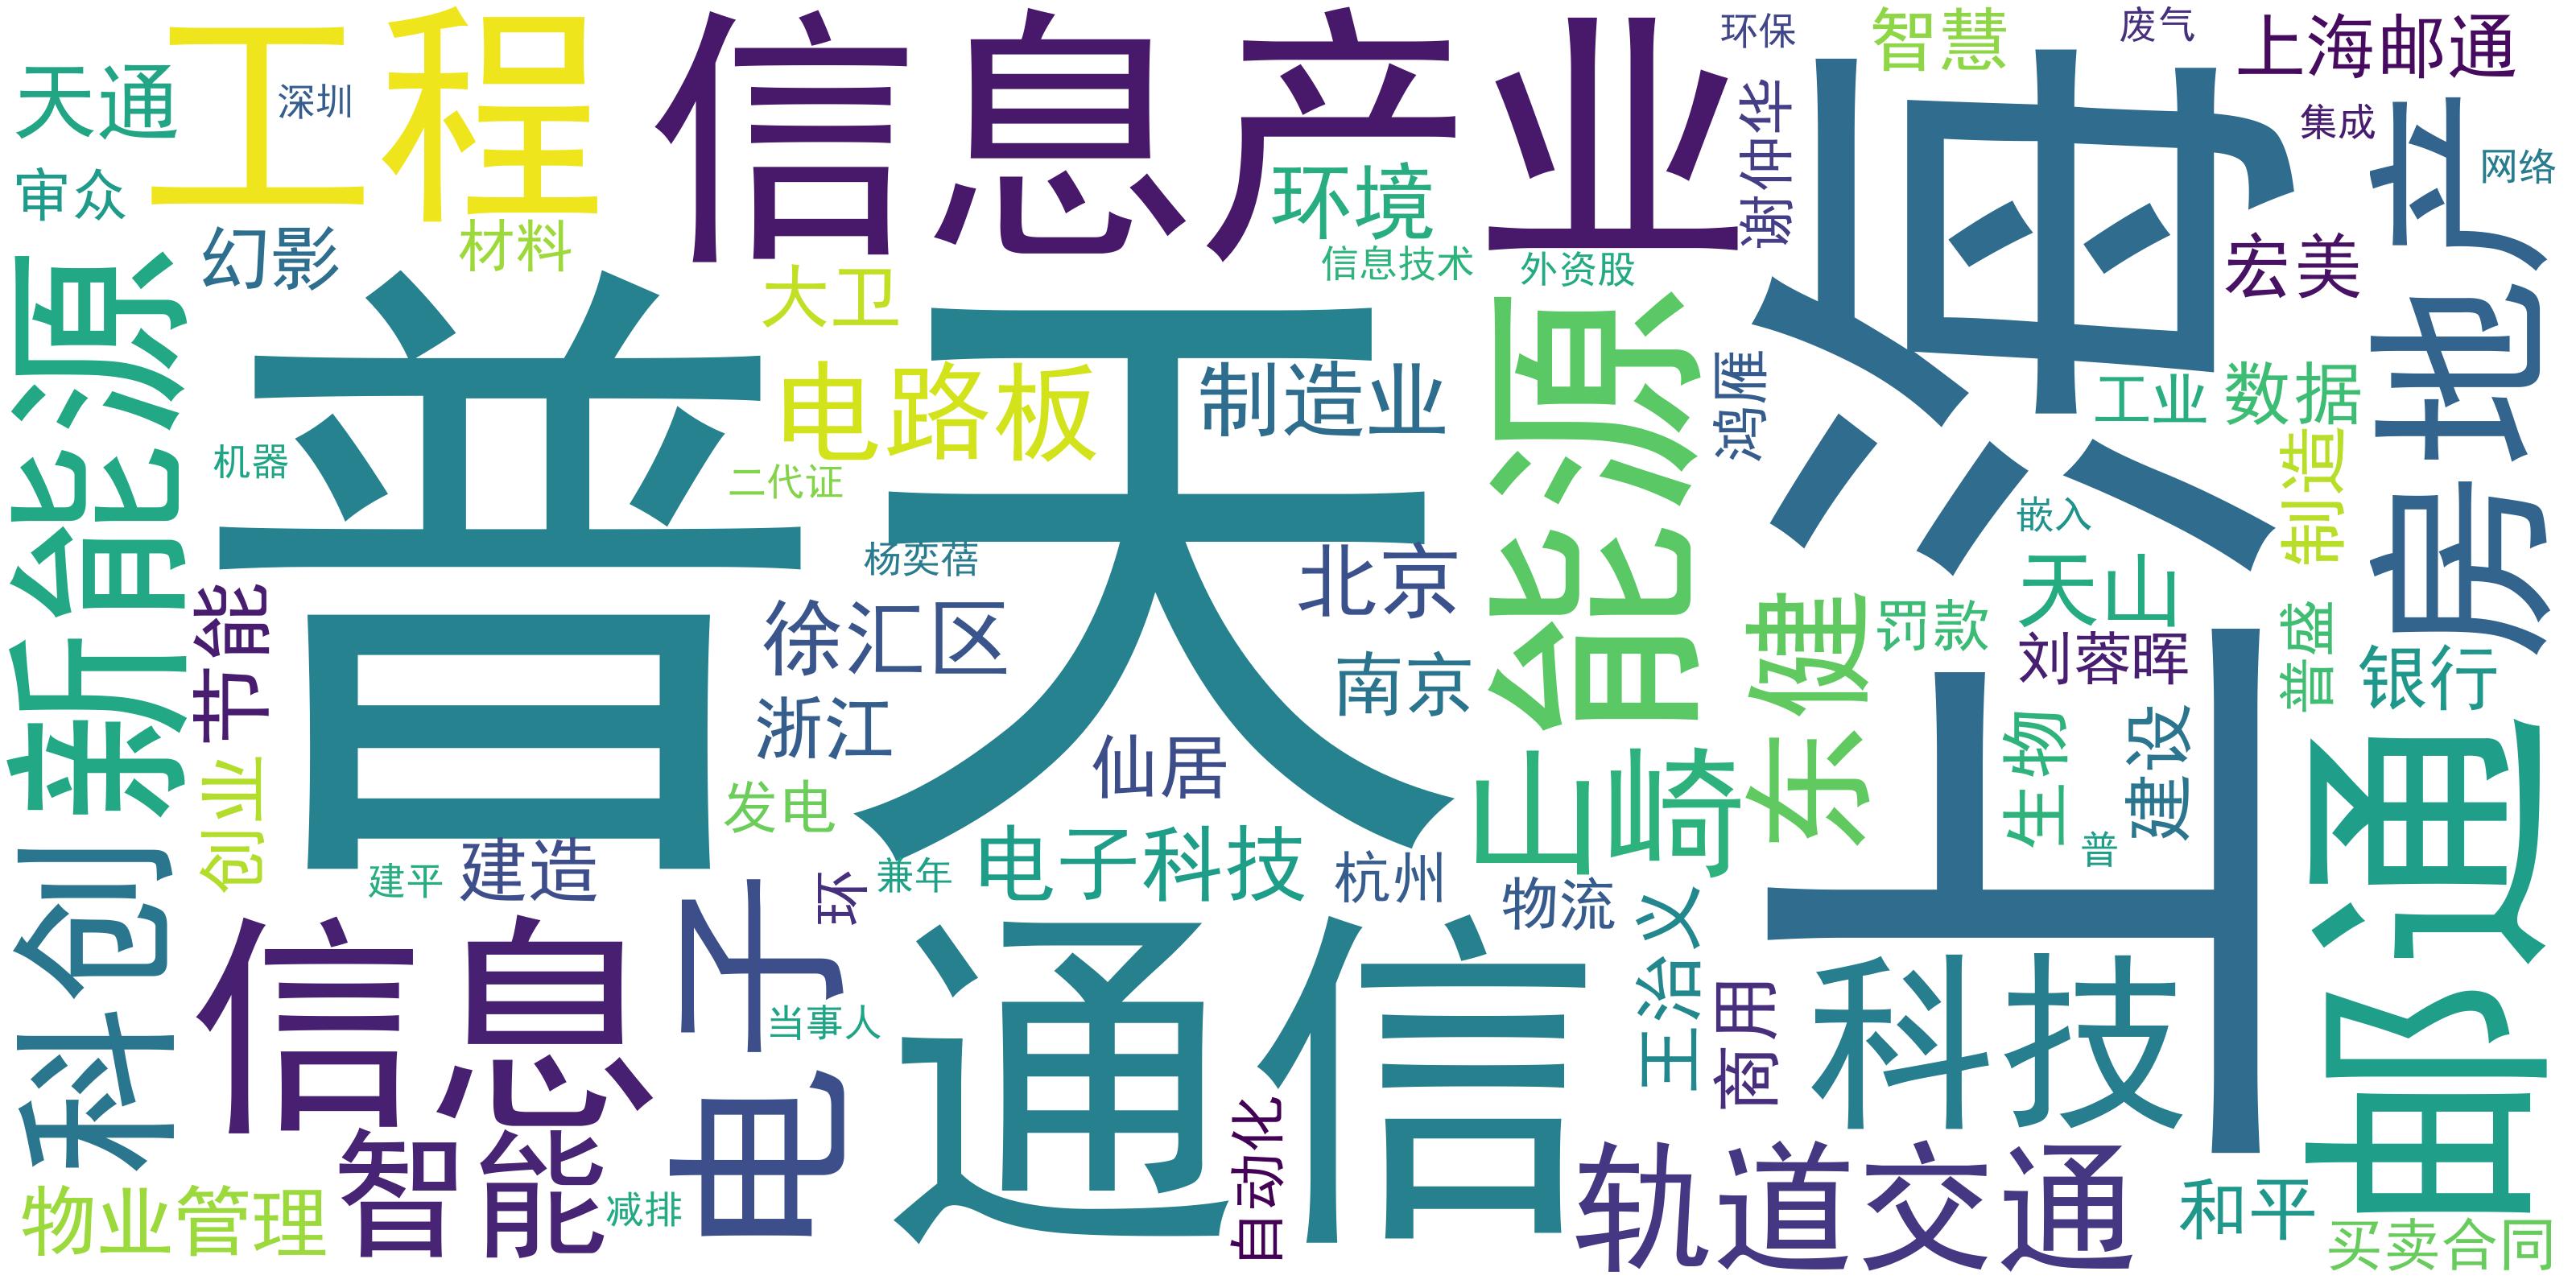 工程
信息产业
环保
智慧
废气
上海邮通
天通
深圳
集成
谢仲华
审众
环境
网络
幻影
材料
信息技术
外资股
宏美
房地产
新能源
大卫
普天
上海
能源
电路板
制造业
鸿雁
工业
数据
机器
二代证
制造
嵌入
杨奕蓓
北京
天山
节能
徐汇区
东健
罚款
刘蓉晖
普盛
南京
银行
浙江
仙居
生物
建设
邮通
创业
发电
巨崎
科创
建平
建造
环
兼年
电子科技
杭州
物流
普
信息
电子
通信
王治义
科技
当事人
商用
智能
自动化
轨道交通
物业管理
减排
和平
买卖合同